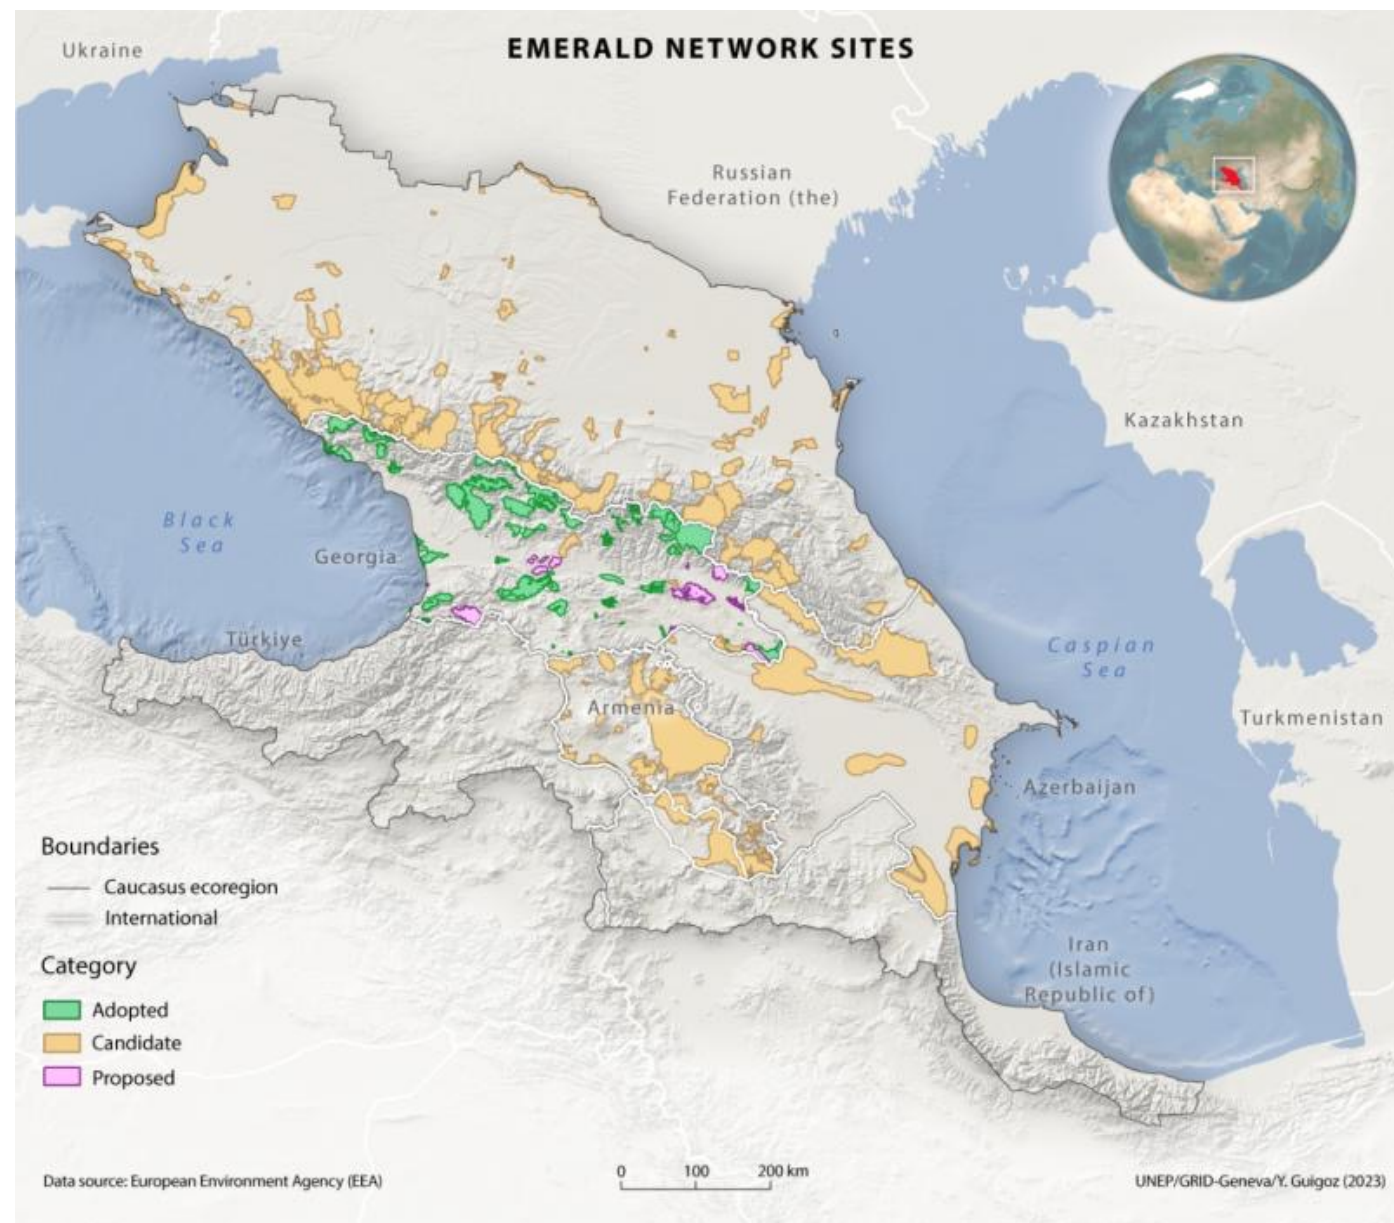 EMERALD NETWORK SITES
Ukraine
Russian
Federation (the)
Kazakhstan
Black
Sea
Georgia
Türkiye
Caspian
Sea
Armenia
Turkmenistan
Azerbaijan
Iran
(Islamic
Republic of)
Boundaries
Caucasus ecoregion
International
Category
Adopted
Candidate
Proposed
0 100 200 km
Data source: European Environment Agency (EEA)
UNEP/GRID-Geneva/Y. Guigoz (2023)